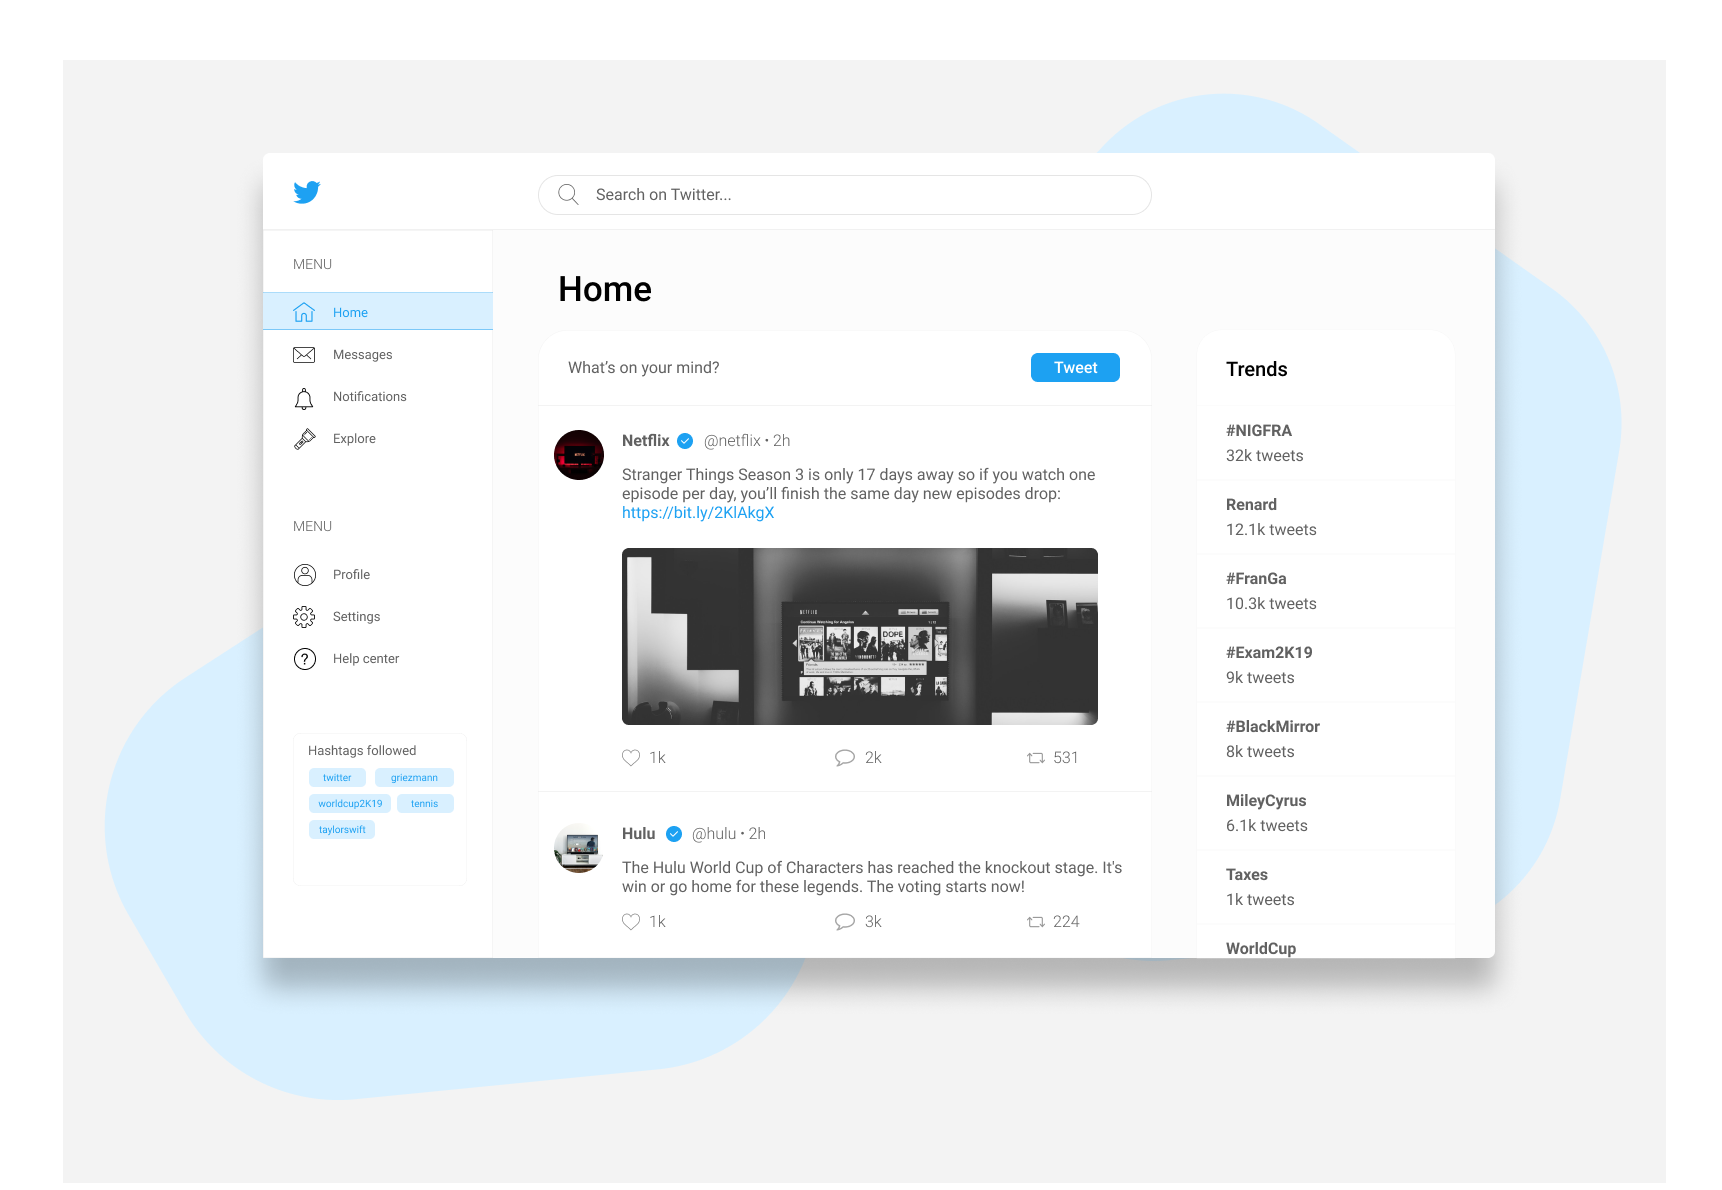 Search on Twitter...
MENU
Home
Messages
Notifications
Explore
MENU
Profile
Settings
Help center
Hashtags followed
twitter
griezmann
worldcup2K19
tennis
taylorswift
Home
What’s on your mind?
Tweet
Netflix @netflix • 2h
Stranger Things Season 3 is only 17 days away so if you watch one
episode per day, you’ll finish the same day new episodes drop:
https://bit.ly/2KlAkgX
NETFLIX
Continue Watching for Angelo
DOPE
1k
2k
531
Hulu @hulu • 2h
The Hulu World Cup of Characters has reached the knockout stage. It's
win or go home for these legends. The voting starts now!
1k
3k
224
Trends
#NIGFRA
32k tweets
Renard
12.1k tweets
#FranGa
10.3k tweets
#Exam2K19
9k tweets
#BlackMirror
8k tweets
MileyCyrus
6.1k tweets
Taxes
1k tweets
WorldCup